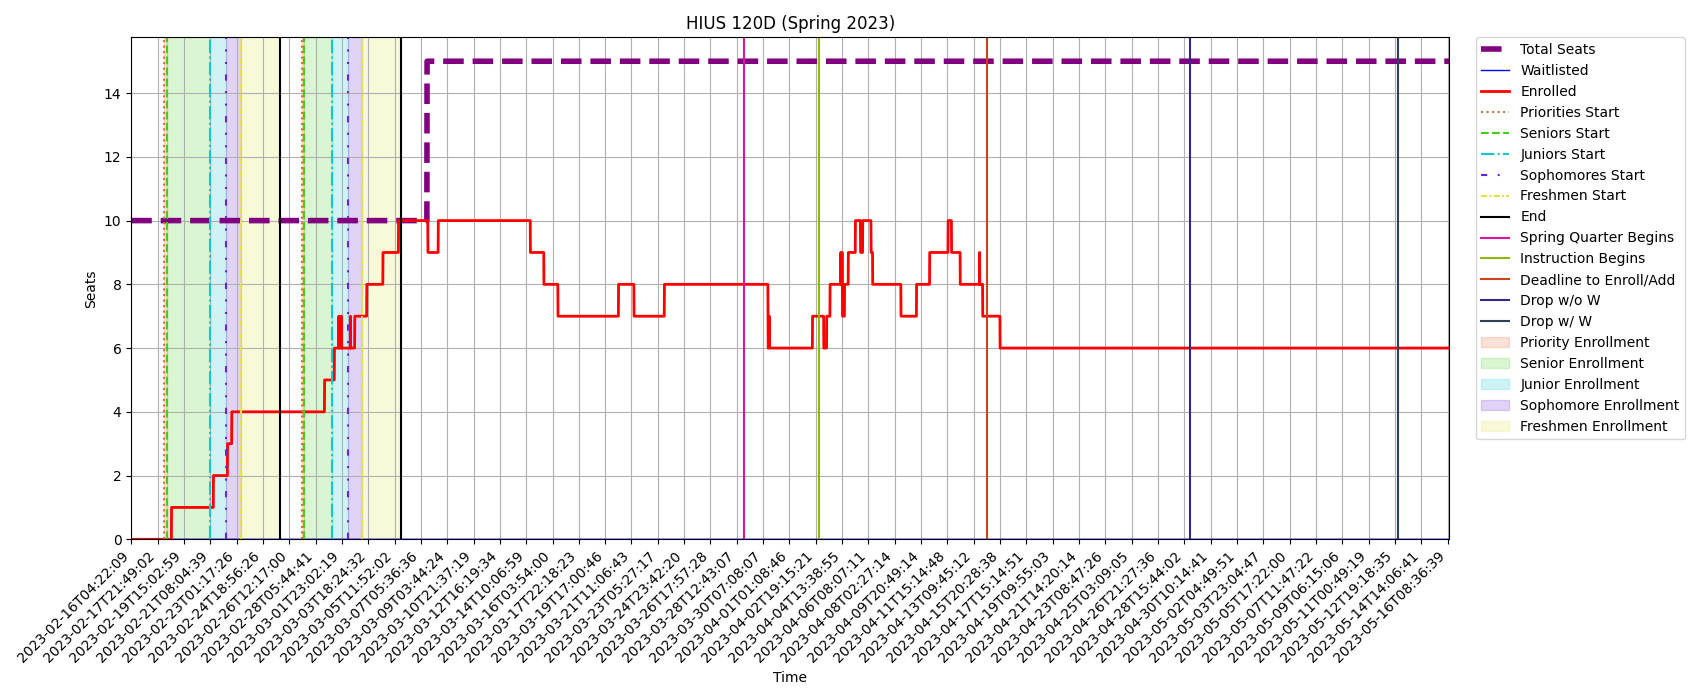 HIUS 120D (Spring 2023)
Seats
14
12
10
8
6
4
2
0
2023-02-16T04:22:09
2023-02-17T21:49:02
2023-02-19T15:02:59
2023-02-21T08:04:39
2023-02-23T01:17:26
2023-02-24T18:56:28
2023-02-26T12:17:00
2023-02-28T05:44:41
2023-03-01T23:02:19
2023-03-03T18:24:32
2023-03-05T11:52:02
2023-03-07T05:36:36
2023-03-09T03:44:24
2023-03-10T21:37:19
2023-03-12T16:19:34
2023-03-14T10:06:59
2023-03-16T03:54:00
2023-03-17T22:18:23
2023-03-19T17:00:46
2023-03-21T11:06:43
2023-03-23T05:27:17
2023-03-24T23:42:20
2023-03-26T17:57:28
2023-03-28T12:43:07
2023-03-30T07:08:07
2023-04-01T01:08:46
2023-04-02T19:15:21
2023-04-04T13:38:55
2023-04-06T08:07:11
2023-04-08T02:27:14
2023-04-09T20:49:14
2023-04-11T15:14:48
2023-04-13T09:45:12
2023-04-15T20:28:38
2023-04-17T15:14:51
2023-04-19T09:55:03
2023-04-21T14:20:14
2023-04-23T08:47:26
2023-04-25T03:09:05
2023-04-26T21:27:36
2023-04-28T15:44:02
2023-04-30T10:14:41
2023-05-02T04:49:51
2023-05-03T23:04:47
2023-05-05T17:22:00
2023-05-07T11:47:22
2023-05-09T06:15:06
2023-05-11T00:49:19
2023-05-12T19:18:35
2023-05-14T14:06:41
2023-05-16T08:36:39
Time
Total Seats
Waitlisted
Enrolled
Priorities Start
Seniors Start
Juniors Start
Sophomores Start
Freshmen Start
End
Spring Quarter Begins
Instruction Begins
Deadline to Enroll/Add
Drop w/o W
Drop w/ W
Priority Enrollment
Senior Enrollment
Junior Enrollment
Sophomore Enrollment
Freshmen Enrollment